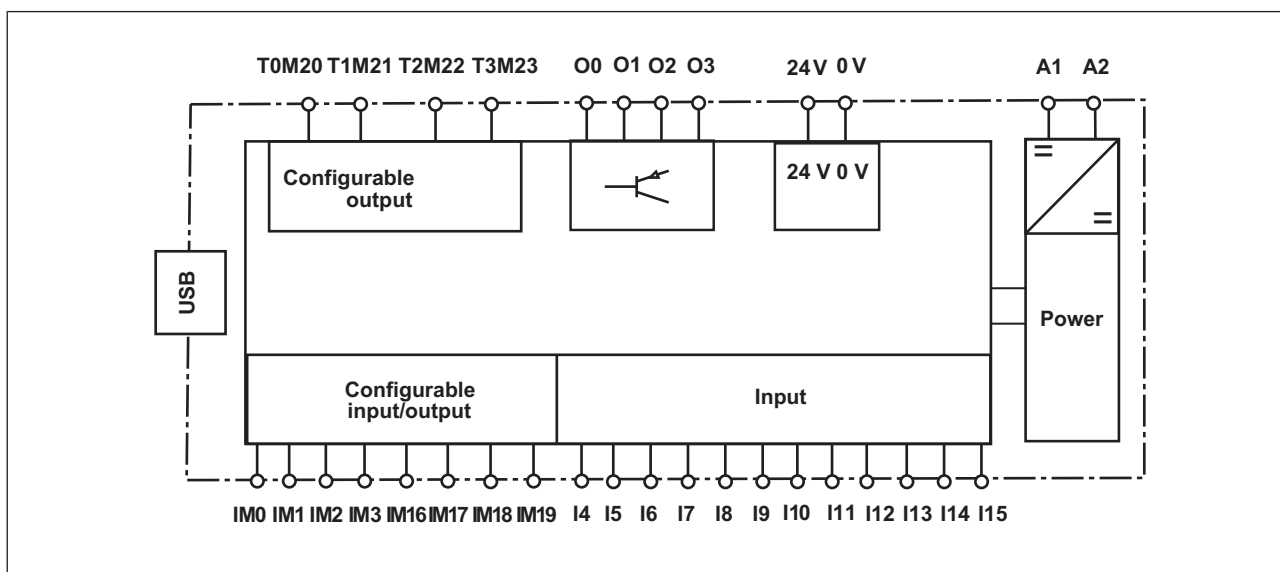 T0M20 T1M21 T2M22 T3M23 O0 O1 O2 O3 24 V 0 V A1 A2
Configurable
output
24 V 0 V
USB
Power
Configurable
input/output
Input
IM0 IM1 IM2 IM3 IM16 IM17 IM18 IM19 I4 I5 I6 I7 I8 I9 I10 I11 I12 I13 I14 I15